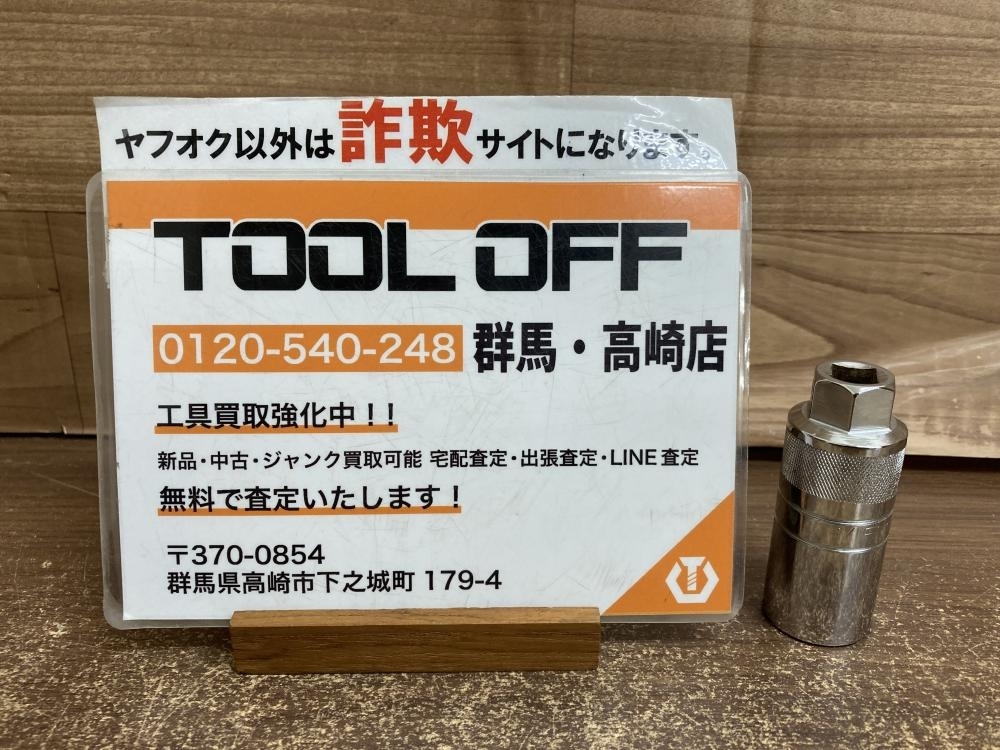 ヤフオク以外は詐欺サイトになります。
TOOL OFF
0120-540-248 群馬・高崎店
工具買取強化中!!
新品・中古・ジャンク買取可能 宅配査定・出張査定・LINE査定
無料で査定いたします!
〒370-0854
群馬県高崎市下之城町 179-4